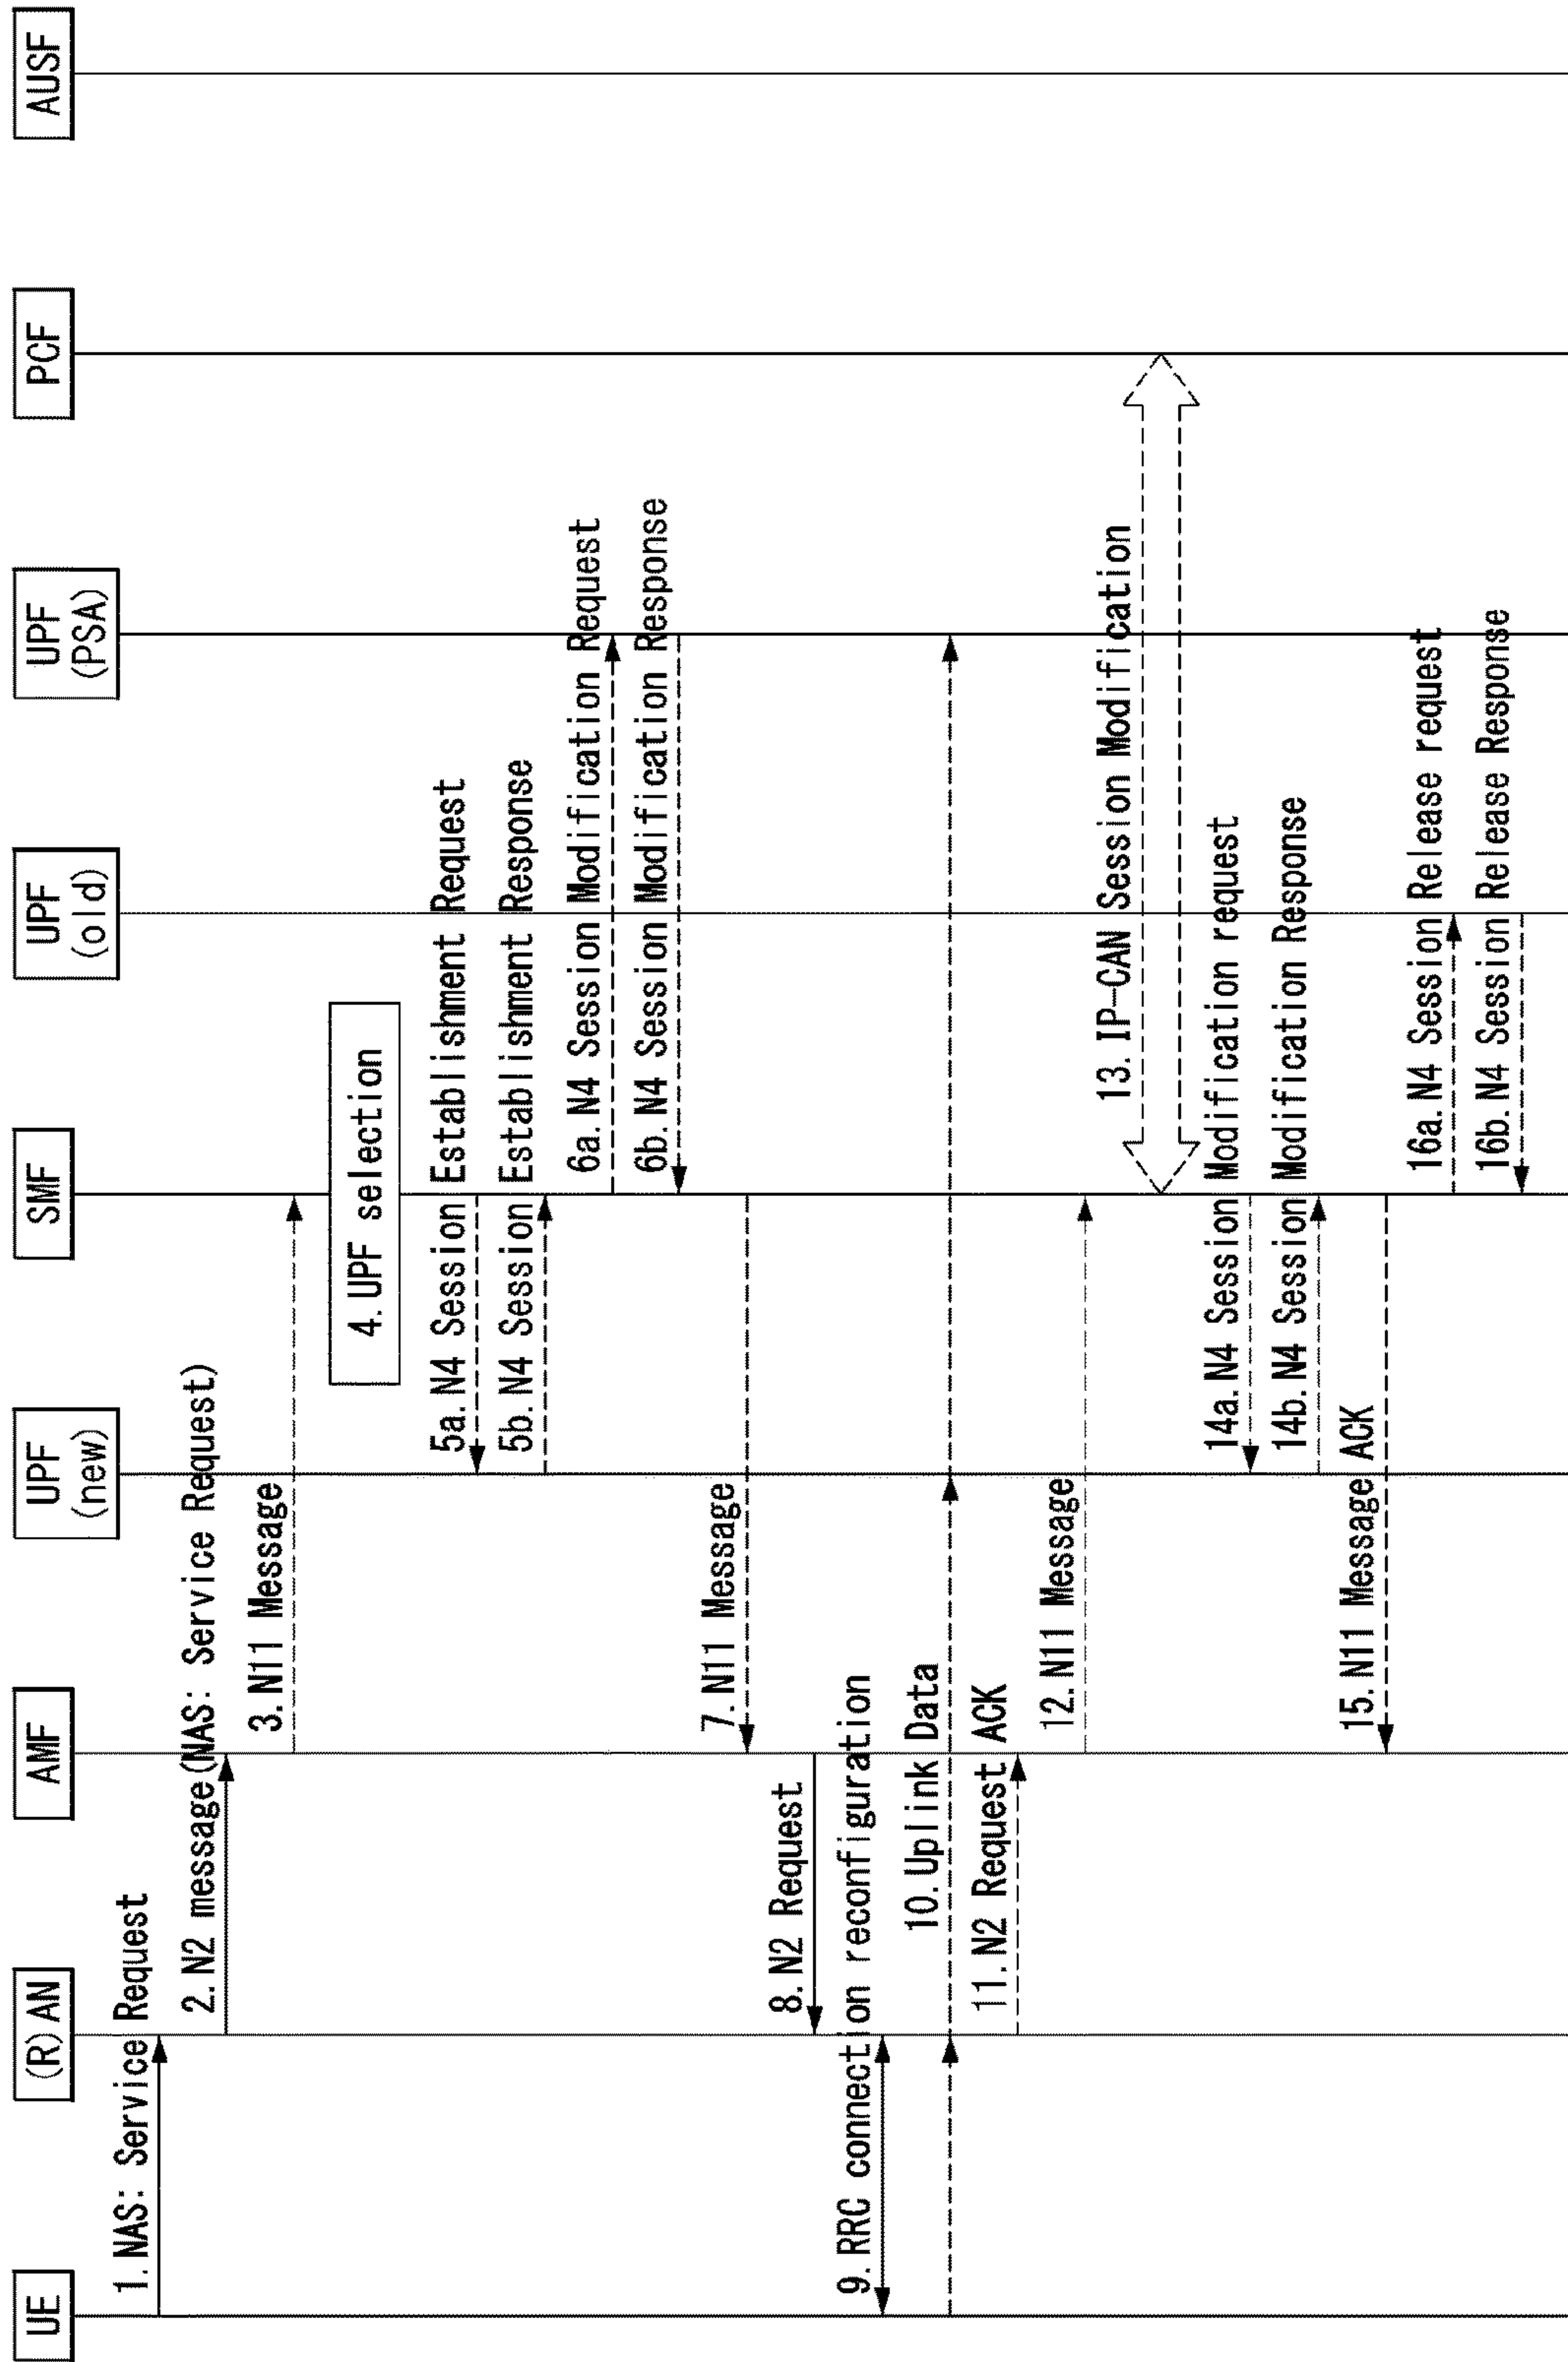 UE
(R)AN
AMF
UPF
(new)
SMF
UPF
(old)
UPF
(PSA)
PCF
AUSF
1. NAS: Service Request
2. N2 message(NAS: Service Request)
3. N11 Message
4. UPF selection
5a. N4 Session Establishment Request
5b. N4 Session Establishment Response
6a. N4 Session Modification Request
6b. N4 Session Modification Response
7. N11 Message
8. N2 Request
9. RRC connection reconfiguration
10. Uplink Data
11. N2 Request ACK
12. N11 Message
13. IP-CAN Session Modification
14a. N4 Session Modification request
14b. N4 Session Modification Response
15. N11 Message ACK
16a. N4 Session Release request
16b. N4 Session Release Response